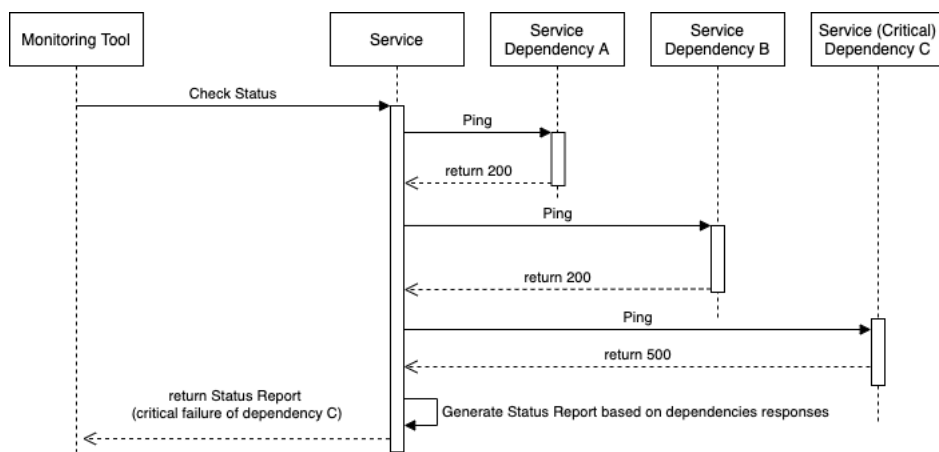 Monitoring Tool
Service
Service
Dependency A
Service
Dependency B
Service (Critical)
Dependency C
Check Status
Ping
return 200
Ping
return 200
Ping
return 500
return Status Report
(critical failure of dependency C)
Generate Status Report based on dependencies responses